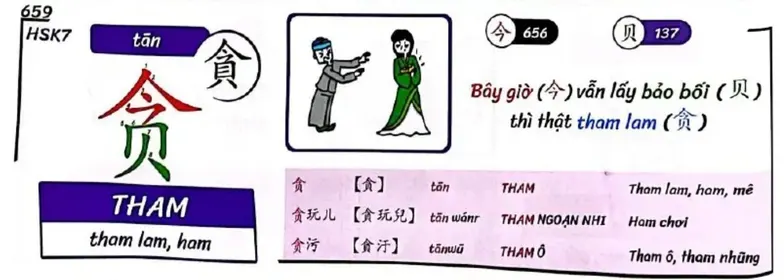 659
HSK7
tān
貪
贪
THAM
tham lam, ham
今 656
贝 137
Bây giờ (今) vẫn lấy bảo bối (贝)
thì thật tham lam (贪)
贪 【貪】 tān THAM Tham lam, ham, mê
贪玩儿 【貪玩兒】 tān wánr THAM NGOẠN NHI Ham chơi
贪污 【貪汙】 tānwū THAM Ô Tham ô, tham nhũng